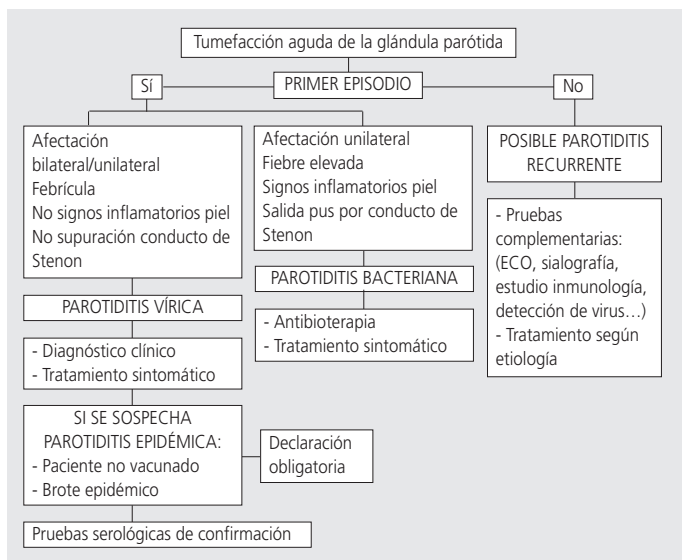 Tumefacción aguda de la glándula parótida
Sí
PRIMER EPISODIO
No
Afectación
bilateral/unilateral
Febrícula
No signos inflamatorios piel
No supuración conducto de
Stenon
Afectación unilateral
Fiebre elevada
Signos inflamatorios piel
Salida pus por conducto de
Stenon
POSIBLE PAROTIDITIS
RECURRENTE
PAROTIDITIS VÍRICA
PAROTIDITIS BACTERIANA
- Pruebas
complementarias:
(ECO, sialografía,
estudio inmunología,
detección de virus...)
- Tratamiento según
etiología
- Diagnóstico clínico
- Tratamiento sintomático
- Antibioterapia
- Tratamiento sintomático
SI SE SOSPECHA
PAROTIDITIS EPIDÉMICA:
- Paciente no vacunado
- Brote epidémico
Declaración
obligatoria
Pruebas serológicas de confirmación